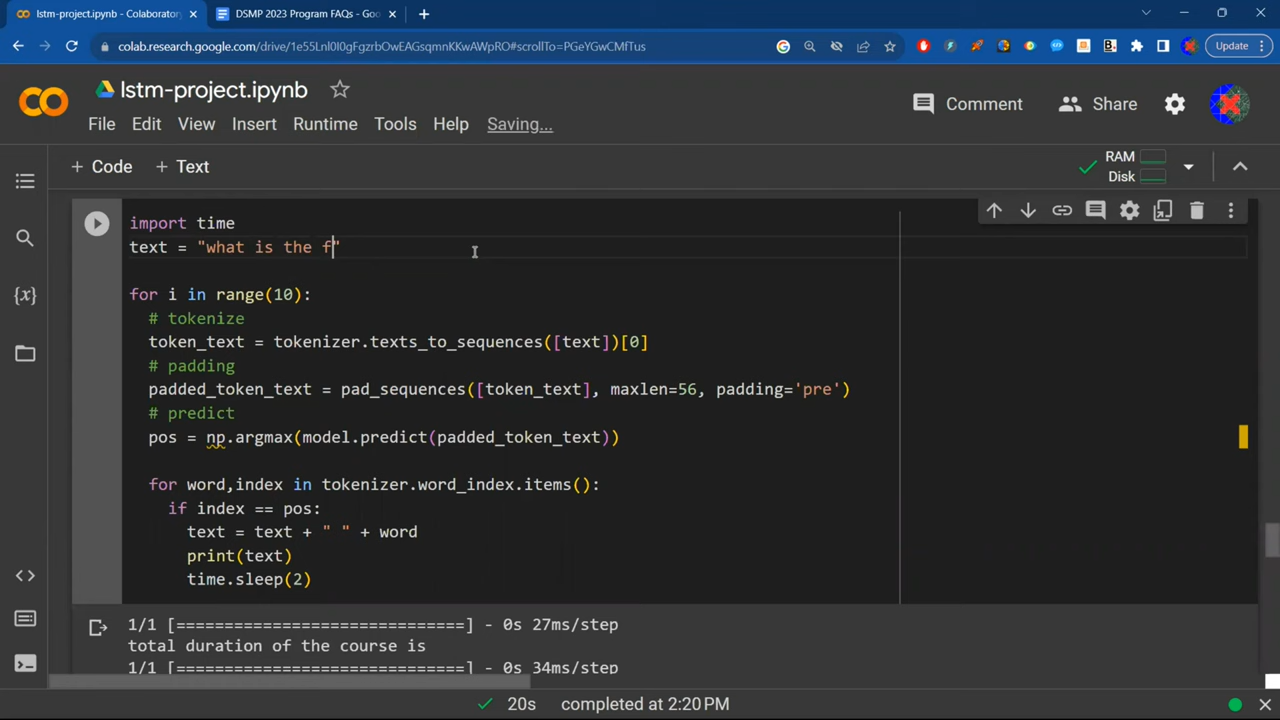 lstm-project.ipynb - Colaboratory
DSMP 2023 Program FAQs - Goo
colab.research.google.com/drive/1e55LnI0I0gFgzrbOwEAGsqmnKKwAWpRO#scrollTo=PGeYGwCMfTus
Update
CO lstm-project.ipynb
Comment Share
File Edit View Insert Runtime Tools Help Saving...
+ Code + Text
RAM
Disk
import time
text = "what is the f"
for i in range(10):
# tokenize
token_text = tokenizer.texts_to_sequences([text])[0]
# padding
padded_token_text = pad_sequences([token_text], maxlen=56, padding='pre')
# predict
pos = np.argmax(model.predict(padded_token_text))
for word,index in tokenizer.word_index.items():
if index == pos:
text = text + " " + word
print(text)
time.sleep(2)
1/1 [==============================] - 0s 27ms/step
total duration of the course is
1/1 [==============================] - 0s 34ms/step
20s completed at 2:20 PM